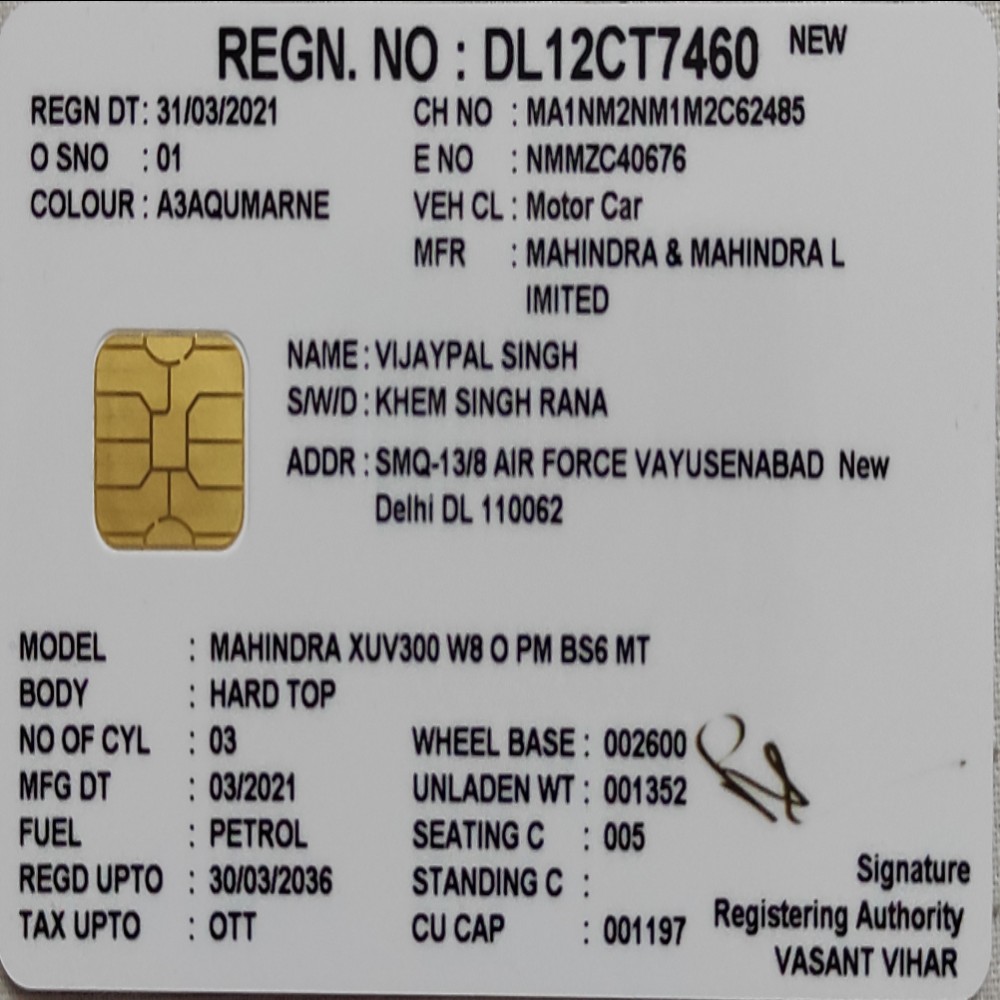 REGN. NO : DL12CT7460 NEW
REGN DT : 31/03/2021 CH NO : MA1NM2NM1M2C62485
O SNO : 01 E NO : NMMZC40676
COLOUR : A3AQUMARNE VEH CL : Motor Car
MFR : MAHINDRA & MAHINDRA L
IMITED
NAME : VIJAYPAL SINGH
S/W/D : KHEM SINGH RANA
ADDR : SMQ-13/8 AIR FORCE VAYUSENABAD New
Delhi DL 110062
MODEL : MAHINDRA XUV300 W8 O PM BS6 MT
BODY : HARD TOP
NO OF CYL : 03 WHEEL BASE : 002600
MFG DT : 03/2021 UNLADEN WT : 001352
FUEL : PETROL SEATING C : 005
REGD UPTO : 30/03/2036 STANDING C :
TAX UPTO : OTT CU CAP : 001197
Signature
Registering Authority
VASANT VIHAR